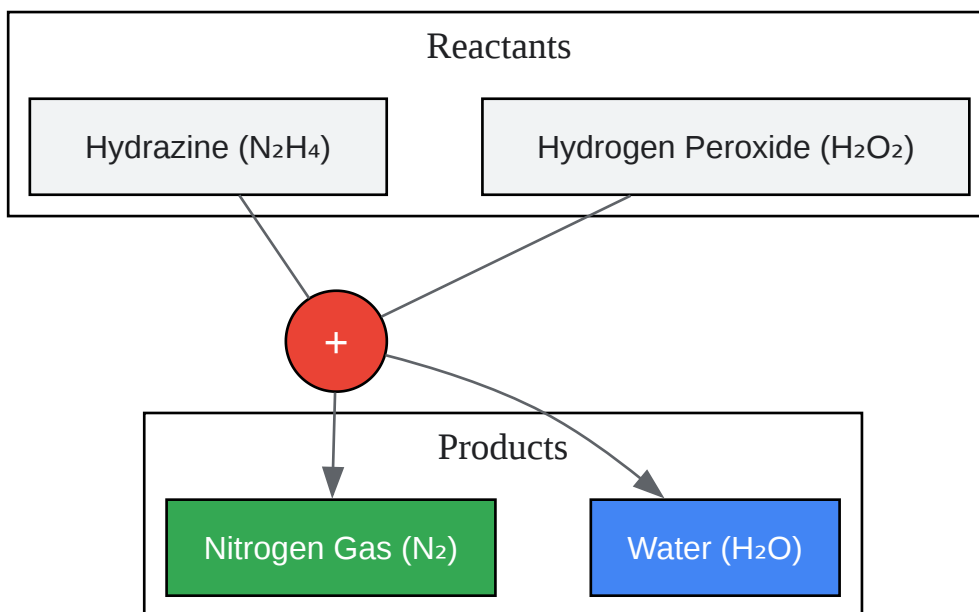 Reactants
Hydrazine (N₂H₄)
Hydrogen Peroxide (H₂O₂)
+
Products
Nitrogen Gas (N₂)
Water (H₂O)